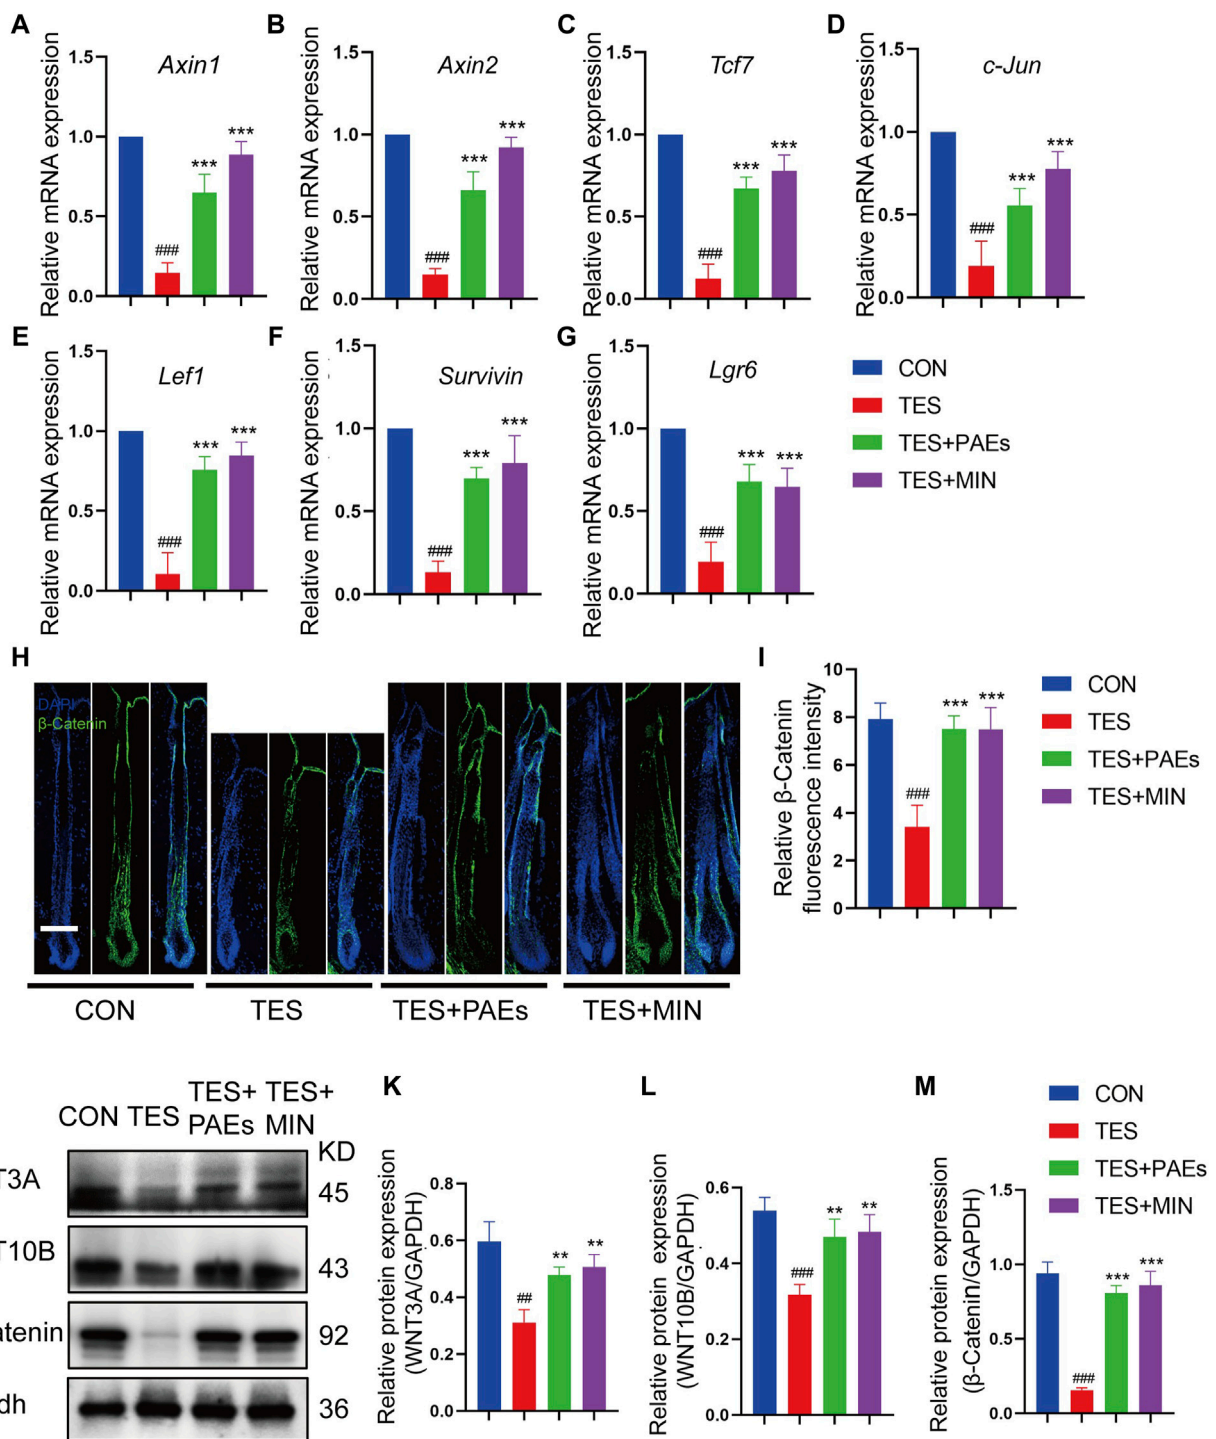 A
B
C
D
Relative mRNA expression
1.5
1.0
0.5
0.0
Axin1
###
***
***
Relative mRNA expression
1.5
1.0
0.5
0.0
Axin2
###
***
***
Relative mRNA expression
1.5
1.0
0.5
0.0
Tcf7
###
***
***
Relative mRNA expression
1.5
1.0
0.5
0.0
c-Jun
###
***
***
E
F
G
Relative mRNA expression
1.5
1.0
0.5
0.0
Lef1
###
***
***
Relative mRNA expression
1.5
1.0
0.5
0.0
Survivin
###
***
***
Relative mRNA expression
1.5
1.0
0.5
0.0
Lgr6
###
***
***
CON
TES
TES+PAEs
TES+MIN
H
DAPI
β-Catenin
CON
TES
TES+PAEs
TES+MIN
I
Relative β-Catenin
fluorescence intensity
10
8
6
4
2
0
###
***
***
CON
TES
TES+PAEs
TES+MIN
CON TES TES+ PAEs TES+ MIN
KD
T3A 45
T10B 43
atenin 92
dh 36
K
Relative protein expression
(WNT3A/GAPDH)
0.8
0.6
0.4
0.2
0.0
##
**
**
L
Relative protein expression
(WNT10B/GAPDH)
0.6
0.4
0.2
0.0
###
**
**
M
Relative protein expression
(β-Catenin/GAPDH)
1.5
1.0
0.5
0.0
###
***
***
CON
TES
TES+PAEs
TES+MIN